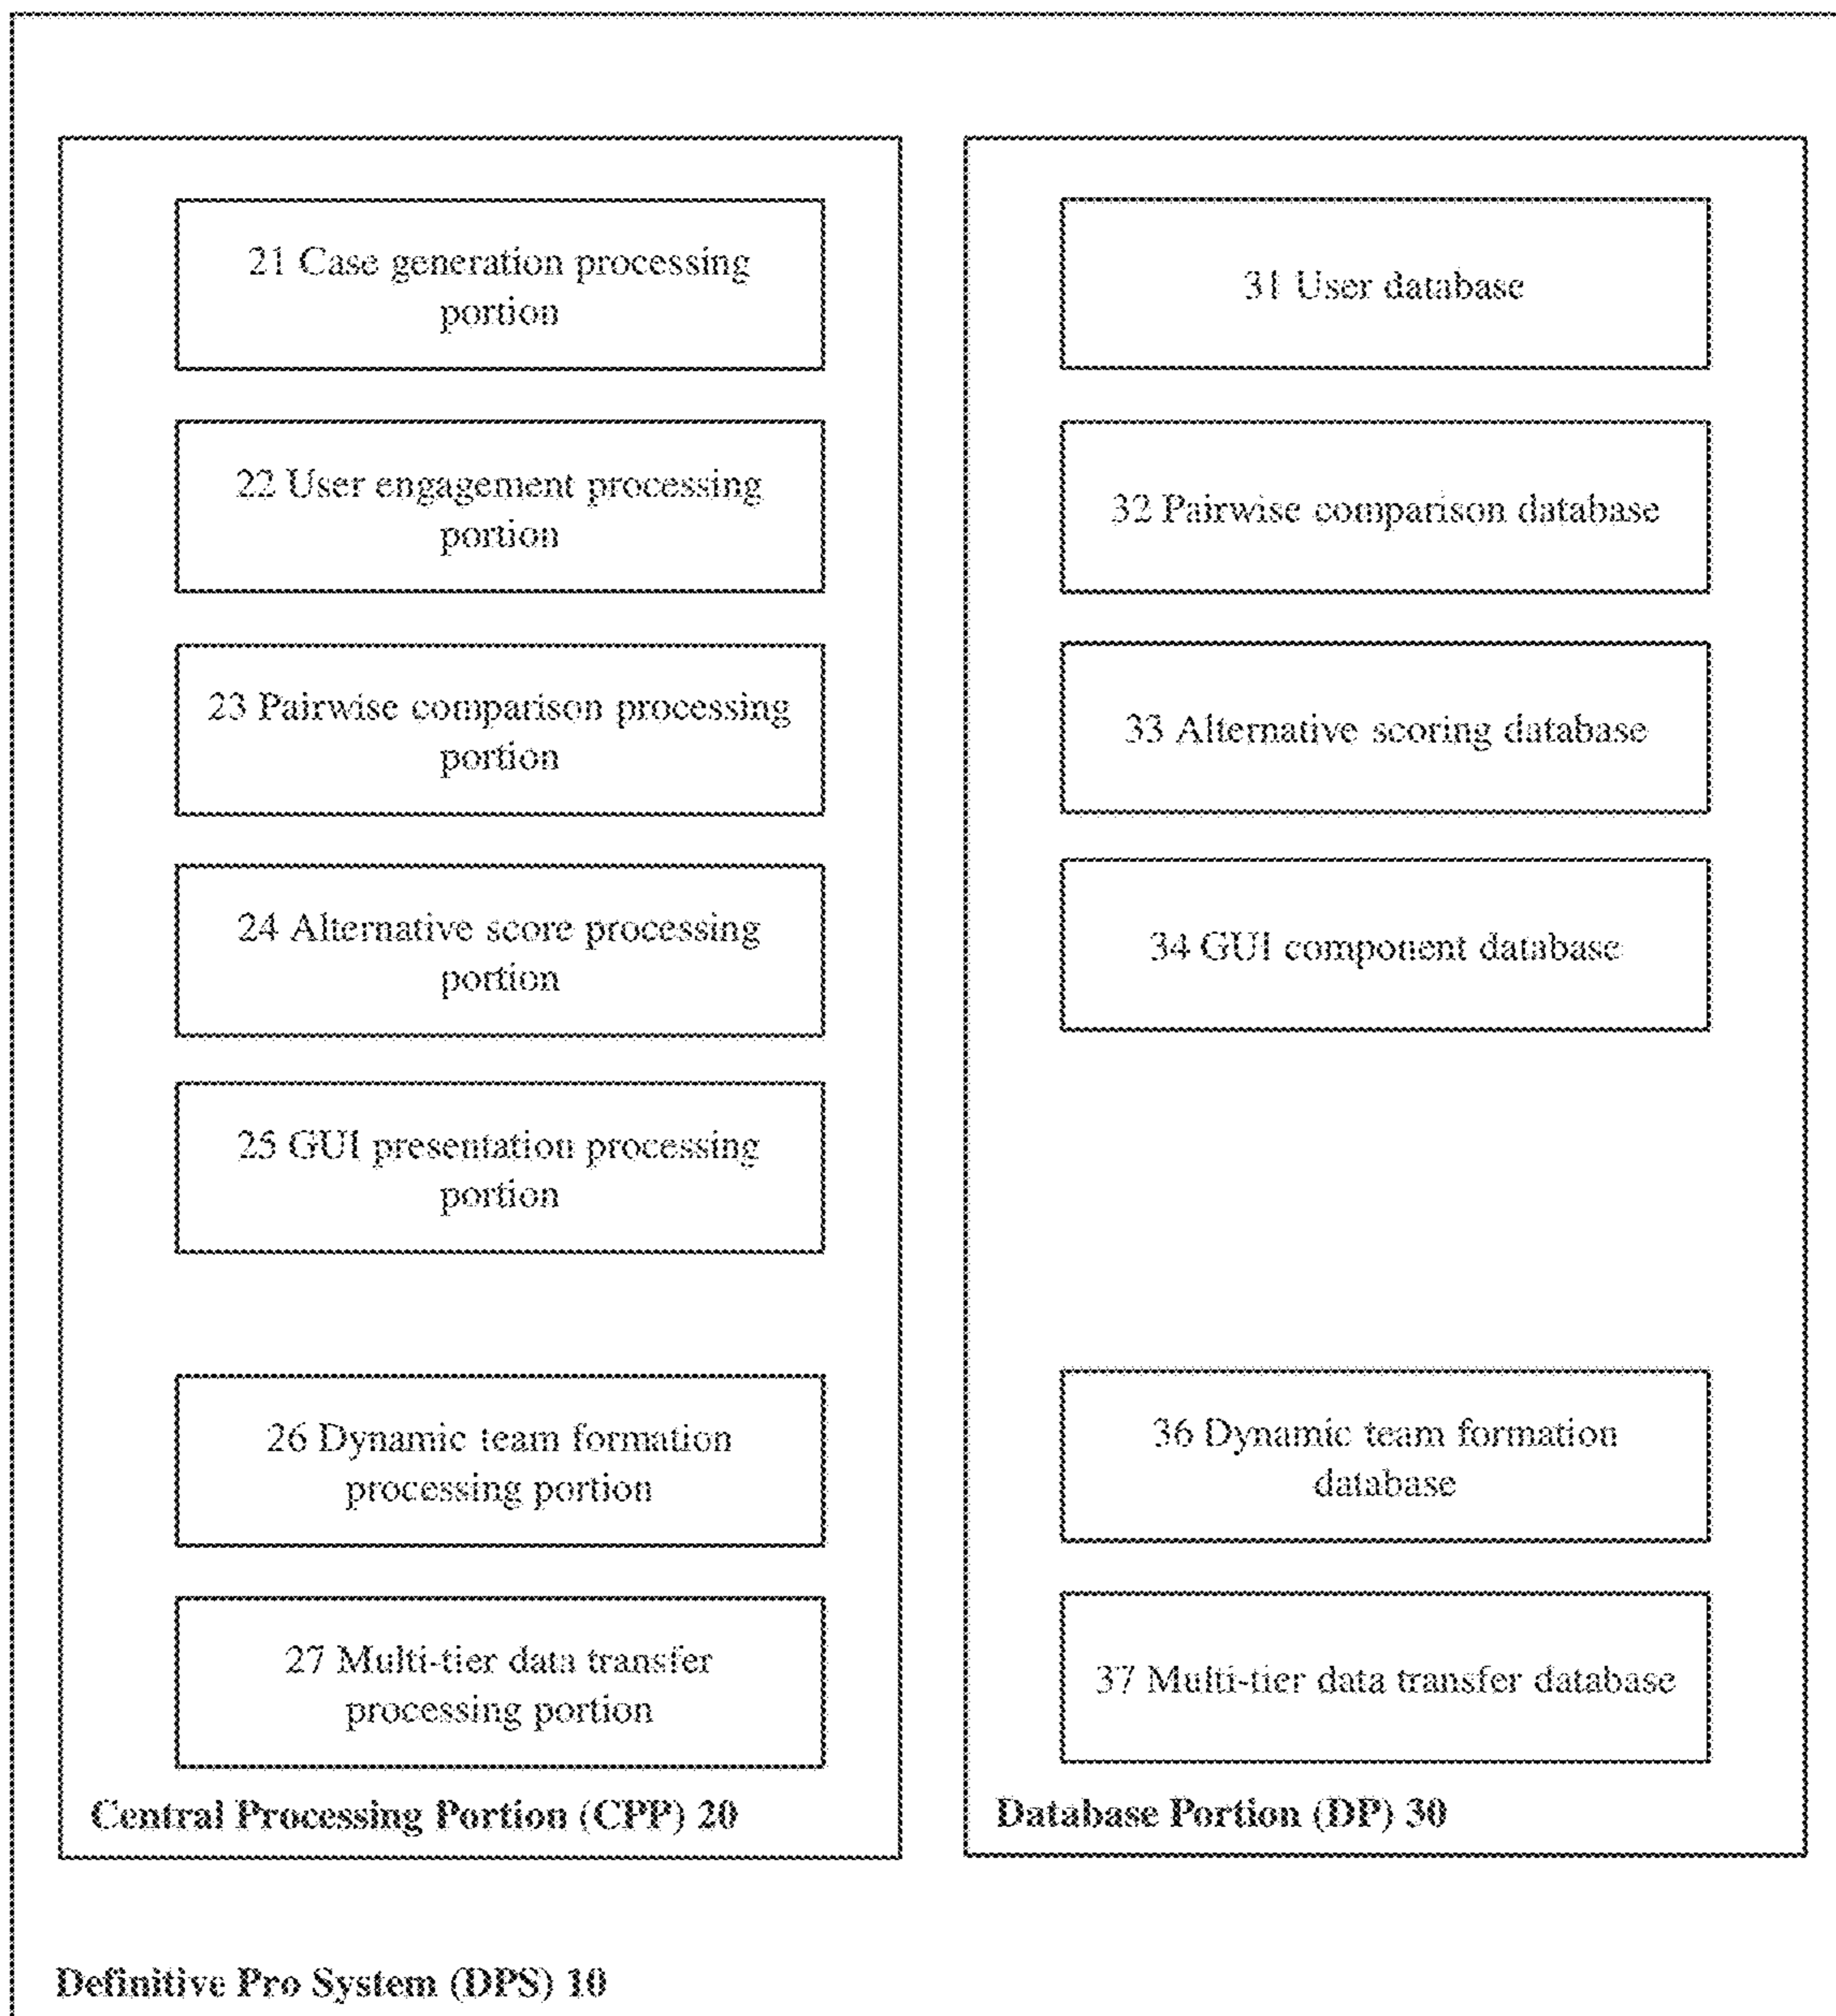 21 Case generation processing
portion
22 User engagement processing
portion
23 Pairwise comparison processing
portion
24 Alternative score processing
portion
25 GUI presentation processing
portion
26 Dynamic team formation
processing portion
27 Multi-tier data transfer
processing portion
Central Processing Portion (CPP) 20
31 User database
32 Pairwise comparison database
33 Alternative scoring database
34 GUI component database
36 Dynamic team formation
database
37 Multi-tier data transfer database
Database Portion (DP) 30
Definitive Pro System (DPS) 10